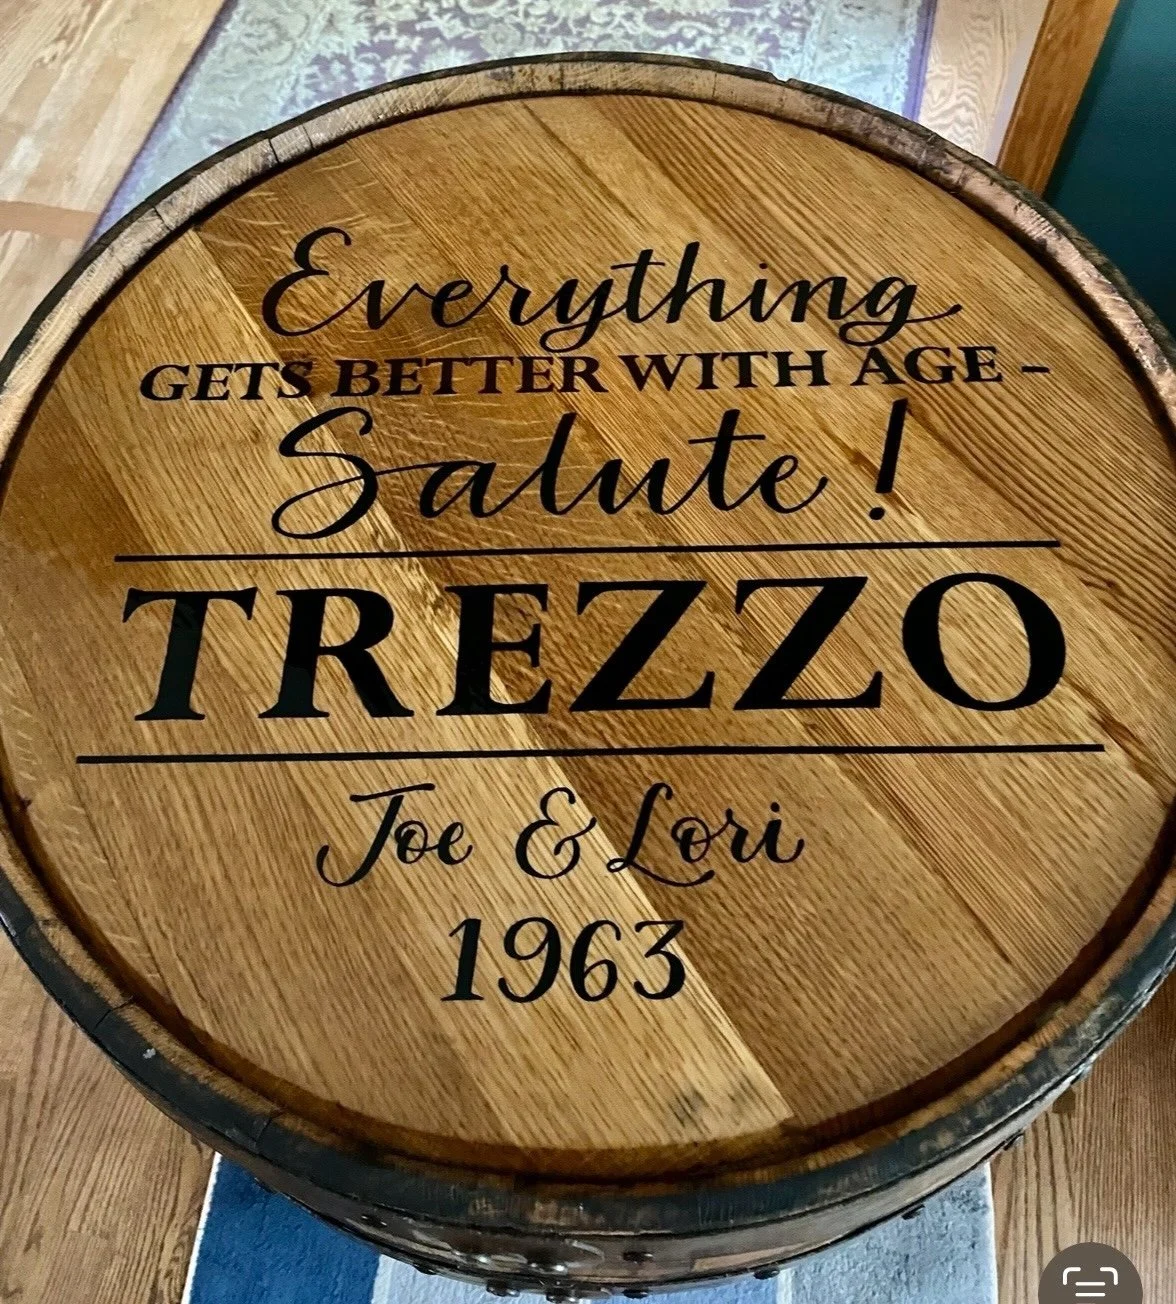 Everything
GETS BETTER WITH AGE -
Salute!
TREZZO
Joe & Lori
1963